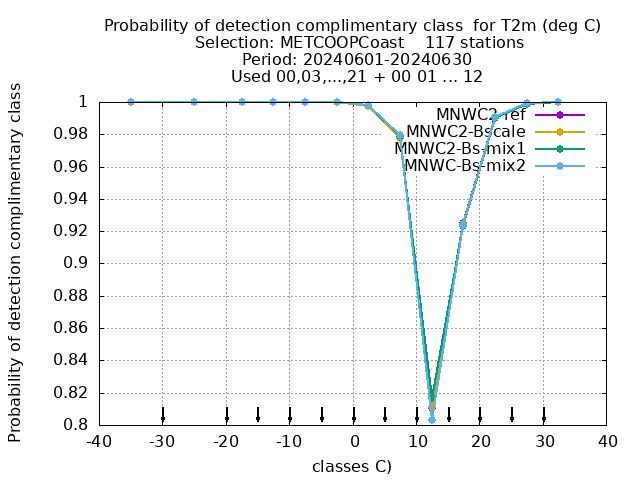 Probability of detection complimentary class  for T2m (deg C)
Selection: METCOOPCoast    117 stations
Period: 20240601-20240630
Used 00,03,...,21 + 00 01 ... 12
Probability of detection complimentary class
1
0.98
0.96
0.94
0.92
0.9
0.88
0.86
0.84
0.82
0.8
MNWC2-ref
MNWC2-Bscale
MNWC2-Bs-mix1
MNWC-Bs-mix2
-40 -30 -20 -10 0 10 20 30 40
classes C)